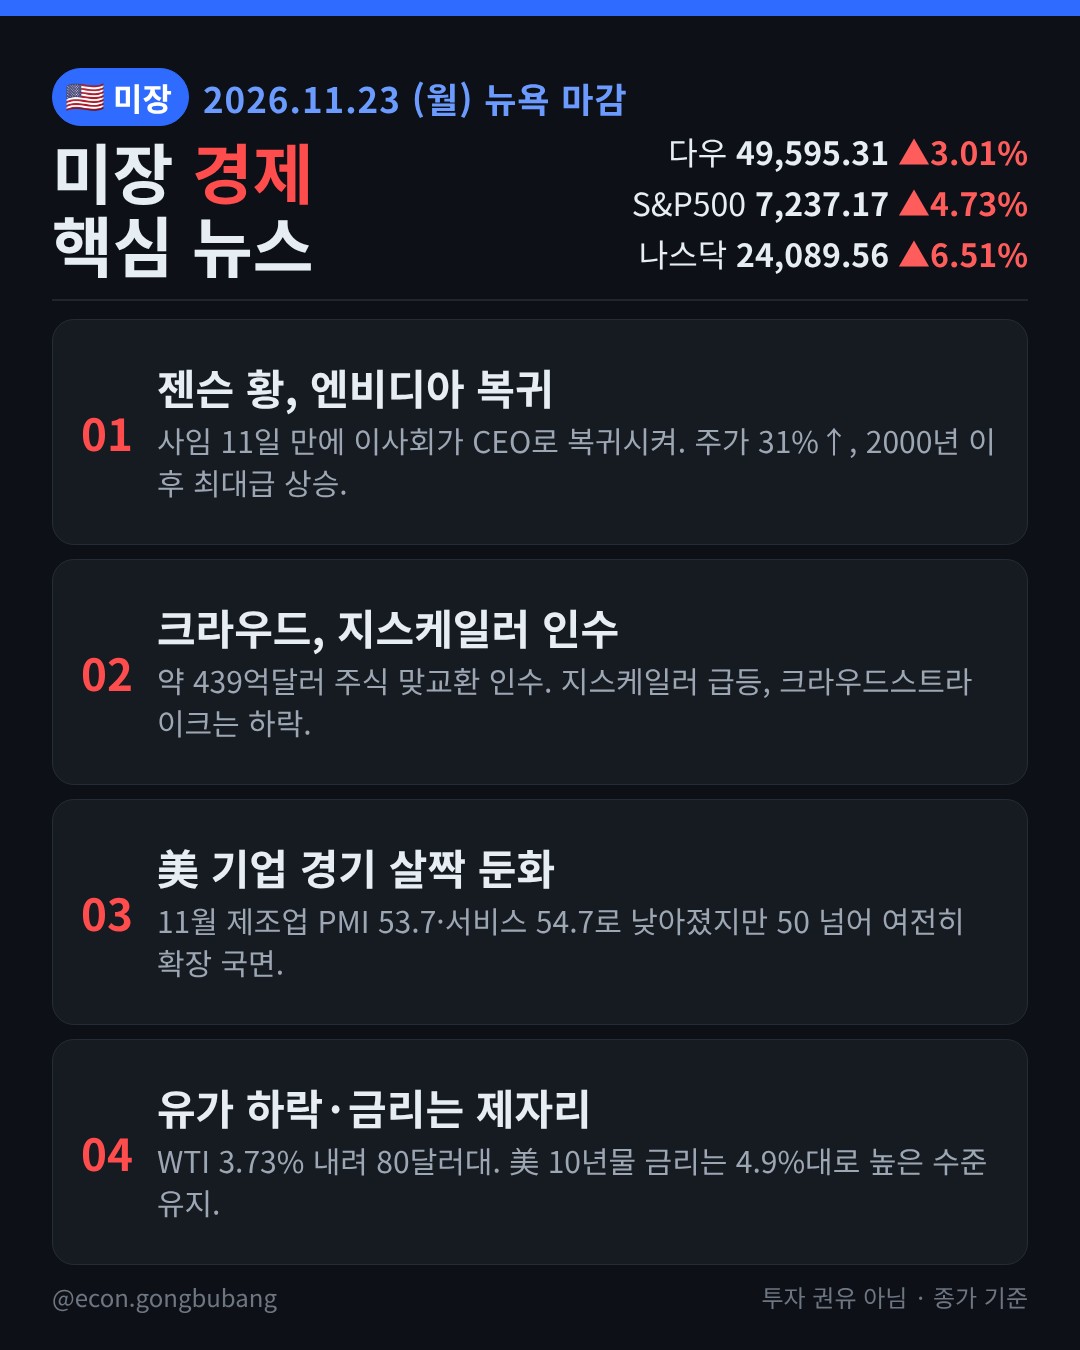 🇺🇸 미장 2026.11.23 (월) 뉴욕 마감
미장 경제
핵심 뉴스
다우 49,595.31 ▲3.01%
S&P500 7,237.17 ▲4.73%
나스닥 24,089.56 ▲6.51%
01
젠슨 황, 엔비디아 복귀
사임 11일 만에 이사회가 CEO로 복귀시켜. 주가 31%↑, 2000년 이
후 최대급 상승.
02
크라우드, 지스케일러 인수
약 439억달러 주식 맞교환 인수. 지스케일러 급등, 크라우드스트라
이크는 하락.
03
美 기업 경기 살짝 둔화
11월 제조업 PMI 53.7·서비스 54.7로 낮아졌지만 50 넘어 여전히
확장 국면.
04
유가 하락·금리는 제자리
WTI 3.73% 내려 80달러대. 美 10년물 금리는 4.9%대로 높은 수준
유지.
@econ.gongbubang
투자 권유 아님 · 종가 기준